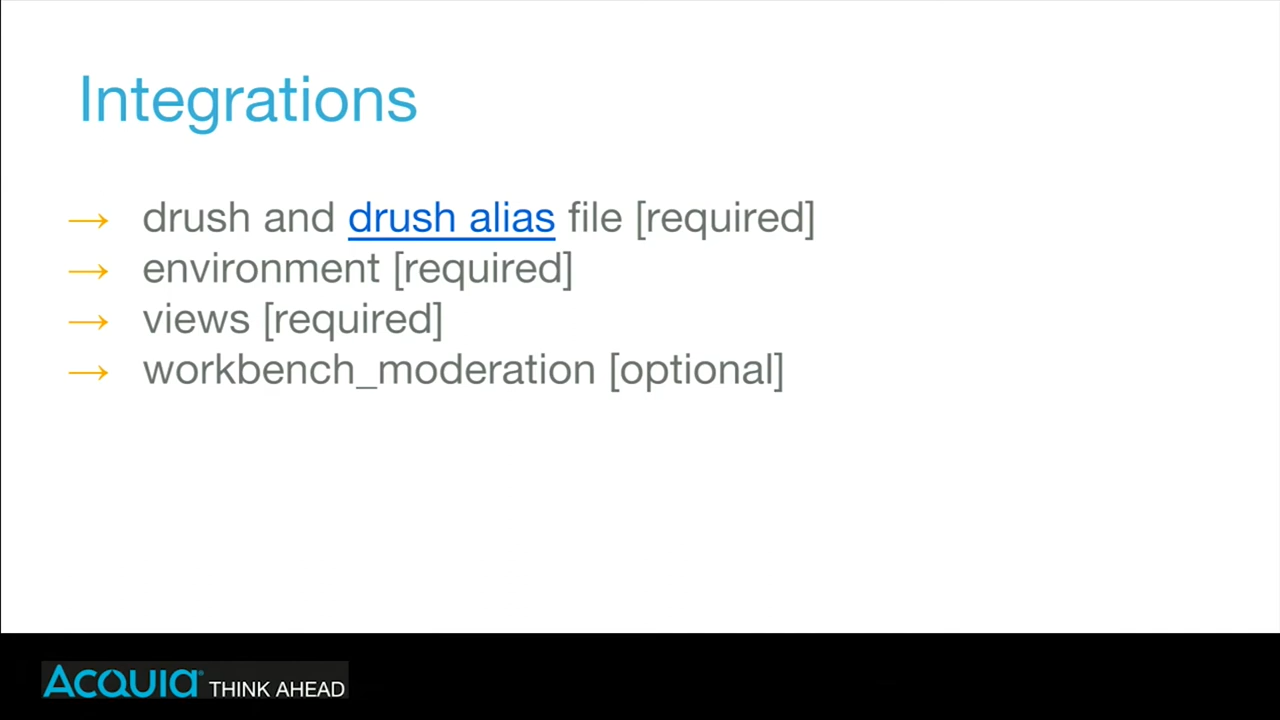 Integrations
→ drush and drush alias file [required]
→ environment [required]
→ views [required]
→ workbench_moderation [optional]
ACQUIA® THINK AHEAD